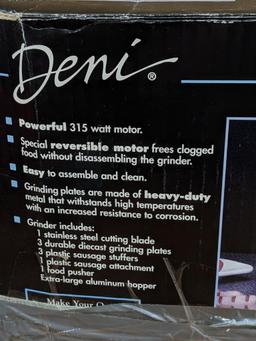 Deni®
Powerful 315 watt motor.
Special reversible motor frees clogged
food without disassembling the grinder.
Easy to assemble and clean.
Grinding plates are made of heavy-duty
metal that withstands high temperatures
with an increased resistance to corrosion.
Grinder includes:
1 stainless steel cutting blade
3 durable diecast grinding plates
3 plastic sausage stuffers
1 plastic sausage attachment
1 food pusher
Extra-large aluminum hopper
Make Your